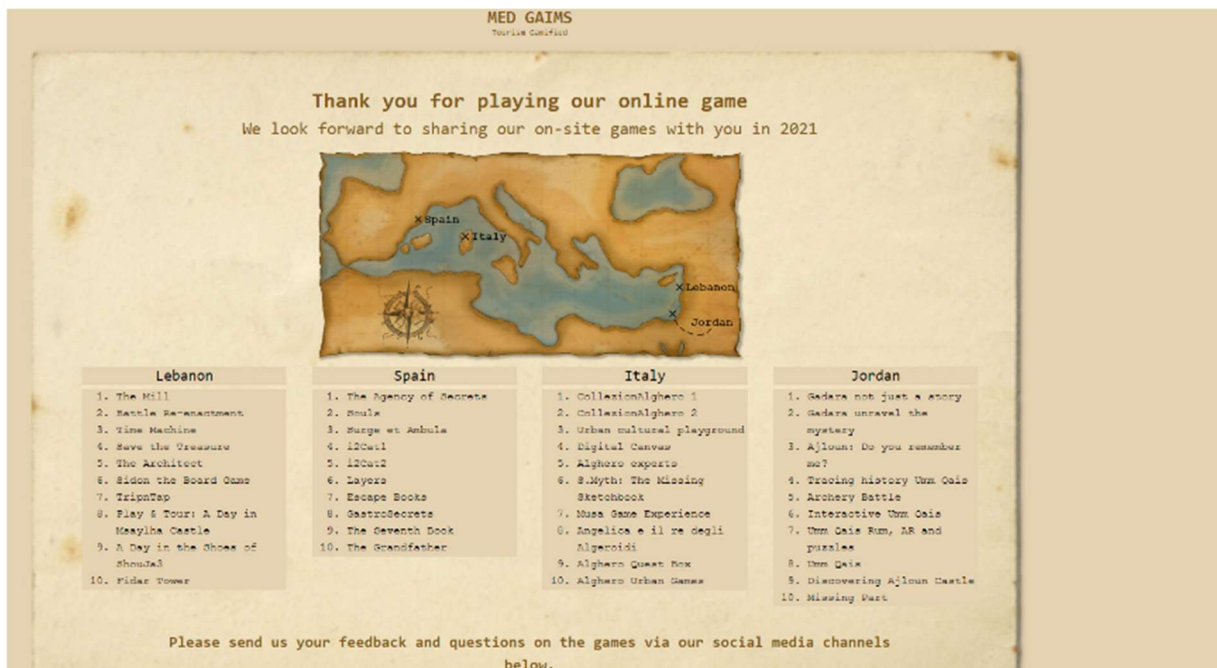 MED GAIMS
Tourism Gamified
Thank you for playing our online game
We look forward to sharing our on-site games with you in 2021
Spain
Italy
Lebanon
Jordan
Lebanon
1. The Mill
2. Battle Re-enactment
3. Time Machine
4. Save the Treasure
5. The Architect
6. Sidon the Board Game
7. TripnTap
8. Play & Tour: A Day in
Msaylha Castle
9. A Day in the Shoes of
ShouJa3
10. Fidar Tower
Spain
1. The Agency of Secrets
2. Souls
3. Surge et Ambula
4. i2Cat1
5. i2Cat2
6. Layers
7. Escape Books
8. GastroSecrets
9. The Seventh Book
10. The Grandfather
Italy
1. CollezionAlghero 1
2. CollezionAlghero 2
3. Urban cultural playground
4. Digital Canvas
5. Alghero experts
6. S.Myth: The Missing
Sketchbook
7. Musa Game Experience
8. Angelica e il re degli
Algeroidi
9. Alghero Quest Box
10. Alghero Urban Games
Jordan
1. Gadara not just a story
2. Gadara unravel the
mystery
3. Ajloun: Do you remember
me?
4. Tracing history Umm Qais
5. Archery Battle
6. Interactive Umm Qais
7. Umm Qais Run, AR and
puzzles
8. Umm Qais
9. Discovering Ajloun Castle
10. Missing Part
Please send us your feedback and questions on the games via our social media channels
below.